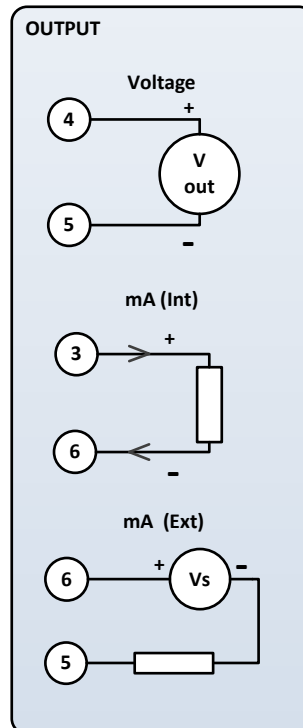 OUTPUT
Voltage
+
4
V
out
5
-
mA (Int)
3
+
6
-
mA (Ext)
6
+
Vs
-
5